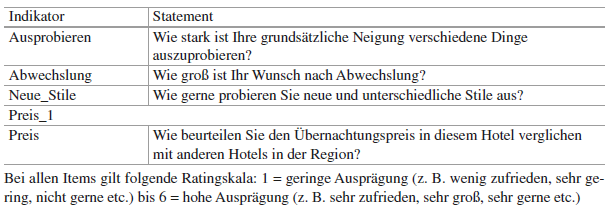 Indikator Statement
Ausprobieren Wie stark ist Ihre grundsätzliche Neigung verschiedene Dinge
auszuprobieren?
Abwechslung Wie groß ist Ihr Wunsch nach Abwechslung?
Neue_Stile Wie gerne probieren Sie neue und unterschiedliche Stile aus?
Preis_1
Preis Wie beurteilen Sie den Übernachtungspreis in diesem Hotel verglichen
mit anderen Hotels in der Region?
Bei allen Items gilt folgende Ratingskala: 1 = geringe Ausprägung (z. B. wenig zufrieden, sehr ge-
ring, nicht gerne etc.) bis 6 = hohe Ausprägung (z. B. sehr zufrieden, sehr groß, sehr gerne etc.)